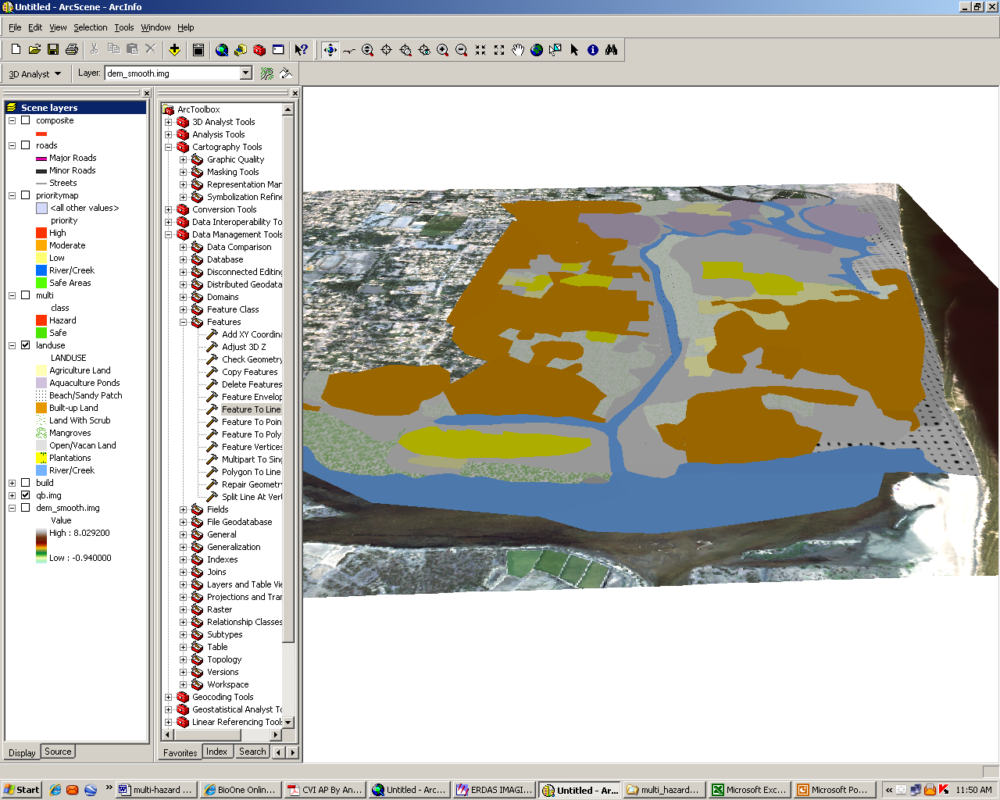 Untitled - ArcScene - ArcInfo
File Edit View Selection Tools Window Help
3D Analyst Layer: dem_smooth.img
Scene layers
composite
roads
Major Roads
Minor Roads
Streets
prioritymap
<all other values>
priority
High
Moderate
Low
River/Creek
Safe Areas
multi
class
Hazard
Safe
landuse
LANDUSE
Agriculture Land
Aquaculture Ponds
Beach/Sandy Patch
Built-up Land
Land With Scrub
Mangroves
Open/Vacan Land
Plantations
River/Creek
build
qb.img
dem_smooth.img
Value
High : 8.029200
Low : -0.940000
Display Source
ArcToolbox
3D Analyst Tools
Analysis Tools
Cartography Tools
Graphic Quality
Masking Tools
Representation Mar
Symbolization Refine
Conversion Tools
Data Interoperability To
Data Management Tools
Data Comparison
Database
Disconnected Editing
Distributed Geodata
Domains
Feature Class
Features
Add XY Coordina
Adjust 3D Z
Check Geometry
Copy Features
Delete Features
Feature Envelop
Feature To Line
Feature To Poin
Feature To Poly
Feature Vertices
Multipart To Sing
Polygon To Line
Repair Geometry
Split Line At Vert
Fields
File Geodatabase
General
Generalization
Indexes
Joins
Layers and Table Vie
Projections and Trar
Raster
Relationship Classes
Subtypes
Table
Topology
Versions
Workspace
Geocoding Tools
Geostatistical Analyst To
Linear Referencing Tools
Favorites Index Search
Start multi-hazard ... BioOne Onlin... CVI AP By An... Untitled - Arc... ERDAS IMAGI... Untitled - Ar... multi_hazard... Microsoft Exc... Microsoft Po... 11:50 AM